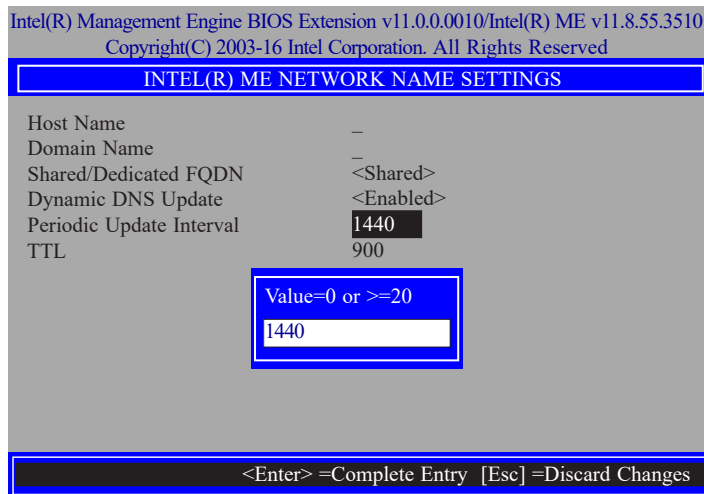 Intel(R) Management Engine BIOS Extension v11.0.0.0010/Intel(R) ME v11.8.55.3510
Copyright(C) 2003-16 Intel Corporation. All Rights Reserved
INTEL(R) ME NETWORK NAME SETTINGS
Host Name _
Domain Name _
Shared/Dedicated FQDN <Shared>
Dynamic DNS Update <Enabled>
Periodic Update Interval 1440
TTL 900
Value=0 or >=20
1440
<Enter> =Complete Entry [Esc] =Discard Changes